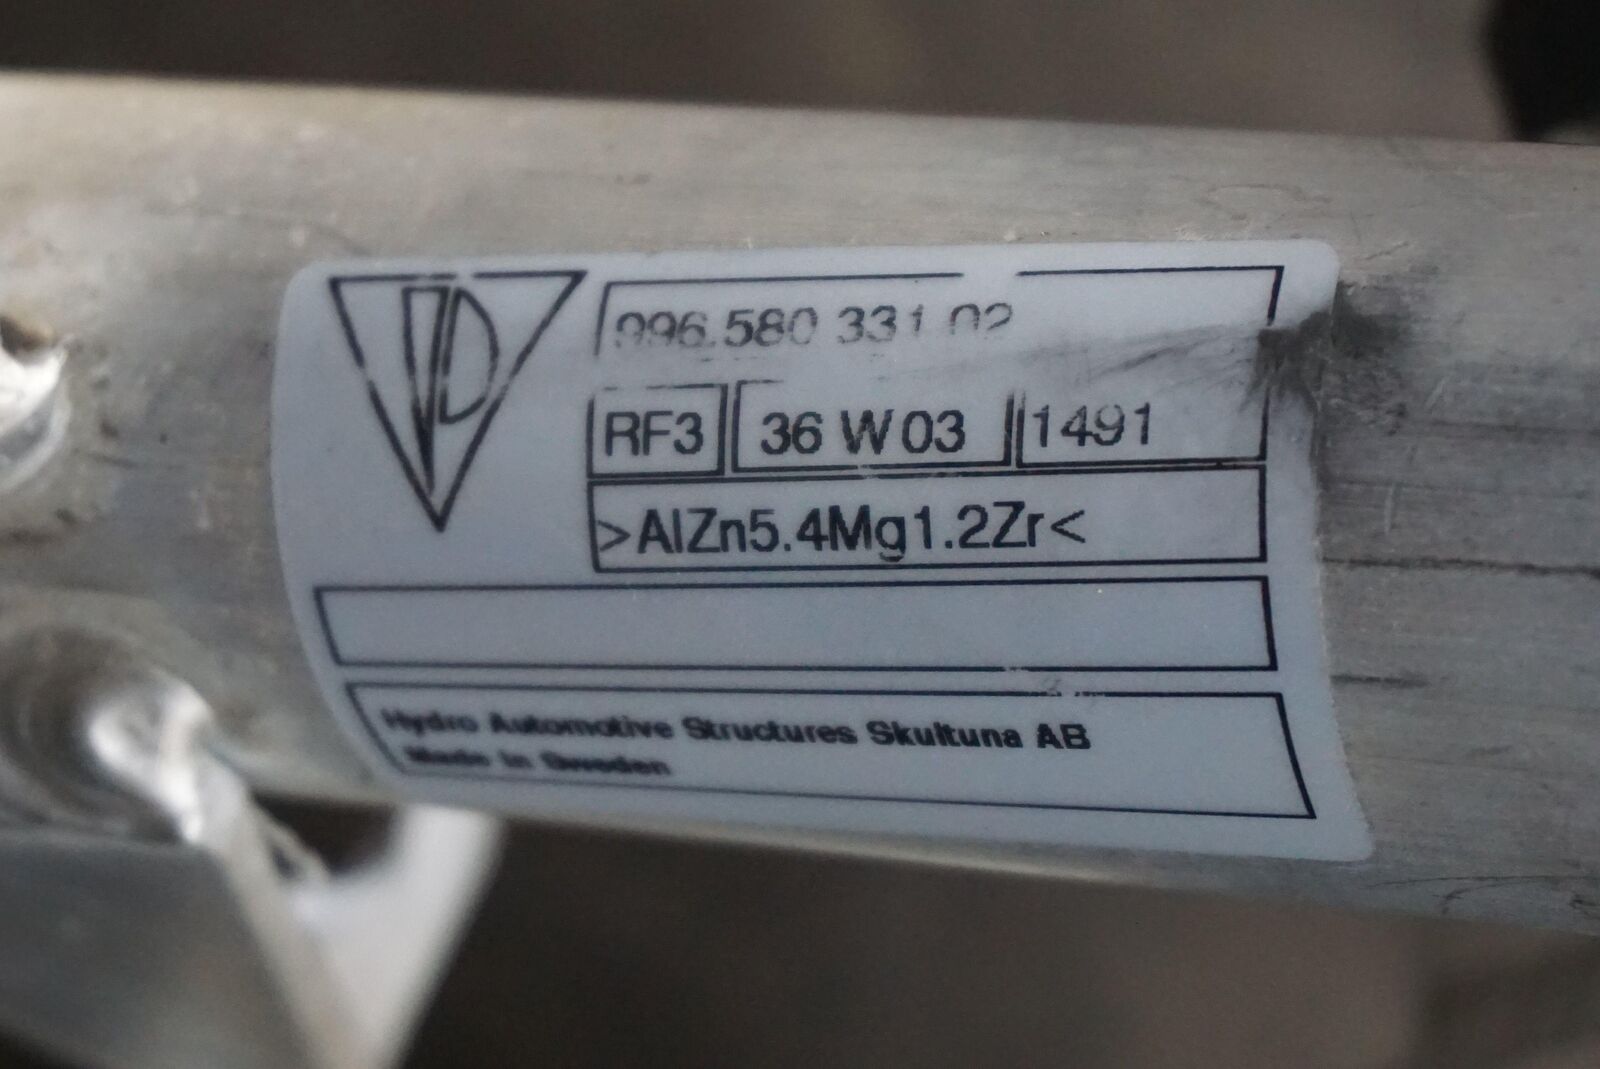 996.580 331 02
RF3 36 W 03 1491
>AlZn5.4Mg1.2Zr<
Hydro Automotive Structures Skultuna AB
Made in Sweden